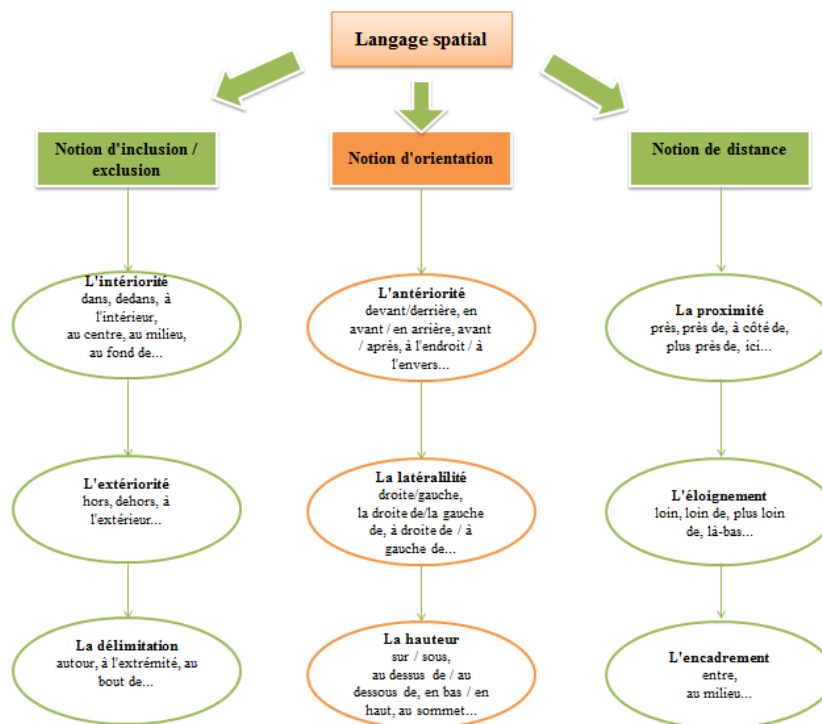 Langage spatial
Notion d'inclusion /
exclusion
Notion d'orientation
Notion de distance
L'intériorité
dans, dedans, à
l'intérieur,
au centre, au milieu,
au fond de...
L'antériorité
devant/derrière, en
avant / en arrière, avant
/ après, à l'endroit / à
l'envers...
La proximité
près, près de, à côté de,
plus près de, ici...
L'extériorité
hors, dehors, à
l'extérieur...
La latéralilité
droite/gauche,
la droite de/la gauche
de, à droite de / à
gauche de...
L'éloignement
loin, loin de, plus loin
de, là-bas...
La délimitation
autour, à l'extrémité, au
bout de...
La hauteur
sur / sous,
au dessus de / au
dessous de, en bas / en
haut, au sommet...
L'encadrement
entre,
au milieu...